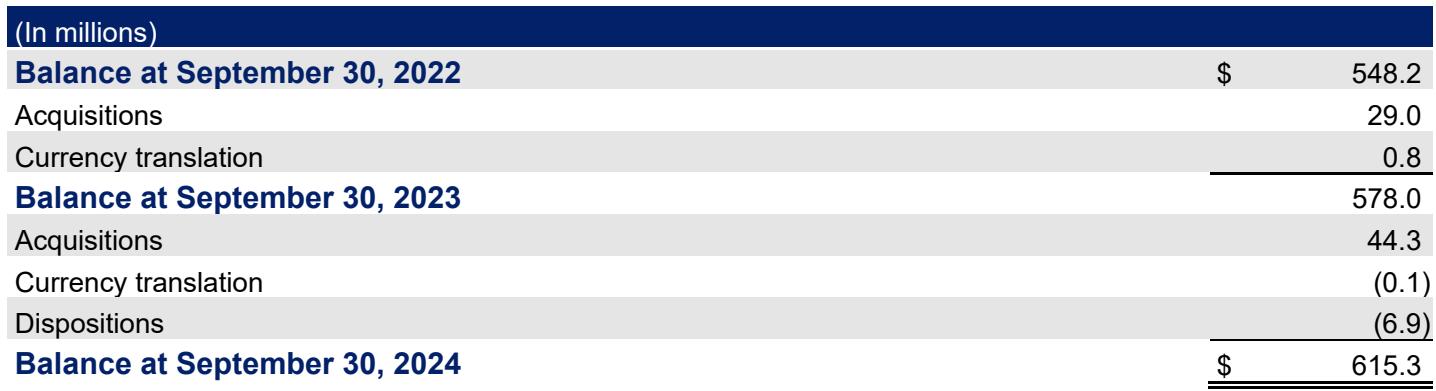 (In millions)
Balance at September 30, 2022 $ 548.2
Acquisitions 29.0
Currency translation 0.8
Balance at September 30, 2023 578.0
Acquisitions 44.3
Currency translation (0.1)
Dispositions (6.9)
Balance at September 30, 2024 $ 615.3